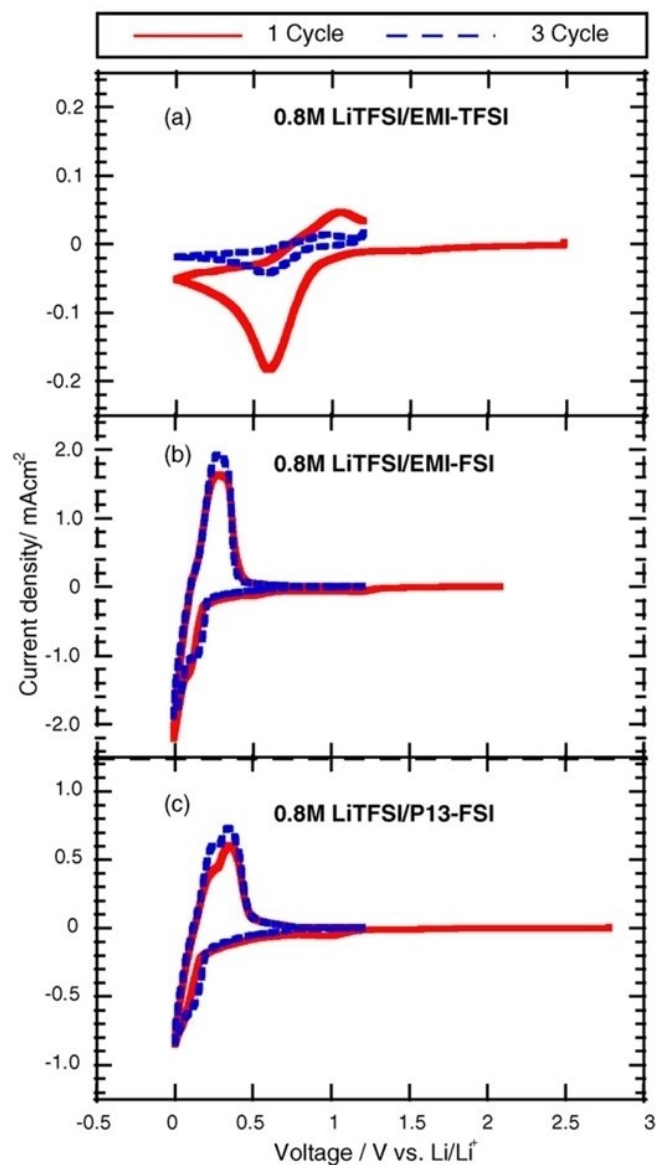 1 Cycle 3 Cycle
(a) 0.8M LiTFSI/EMI-TFSI
0.2
0.1
0
-0.1
-0.2
(b) 0.8M LiTFSI/EMI-FSI
2.0
1.0
0
-1.0
-2.0
Current density/ mAcm-2
(c) 0.8M LiTFSI/P13-FSI
1.0
0.5
0
-0.5
-1.0
-0.5 0 0.5 1 1.5 2 2.5 3
Voltage / V vs. Li/Li+